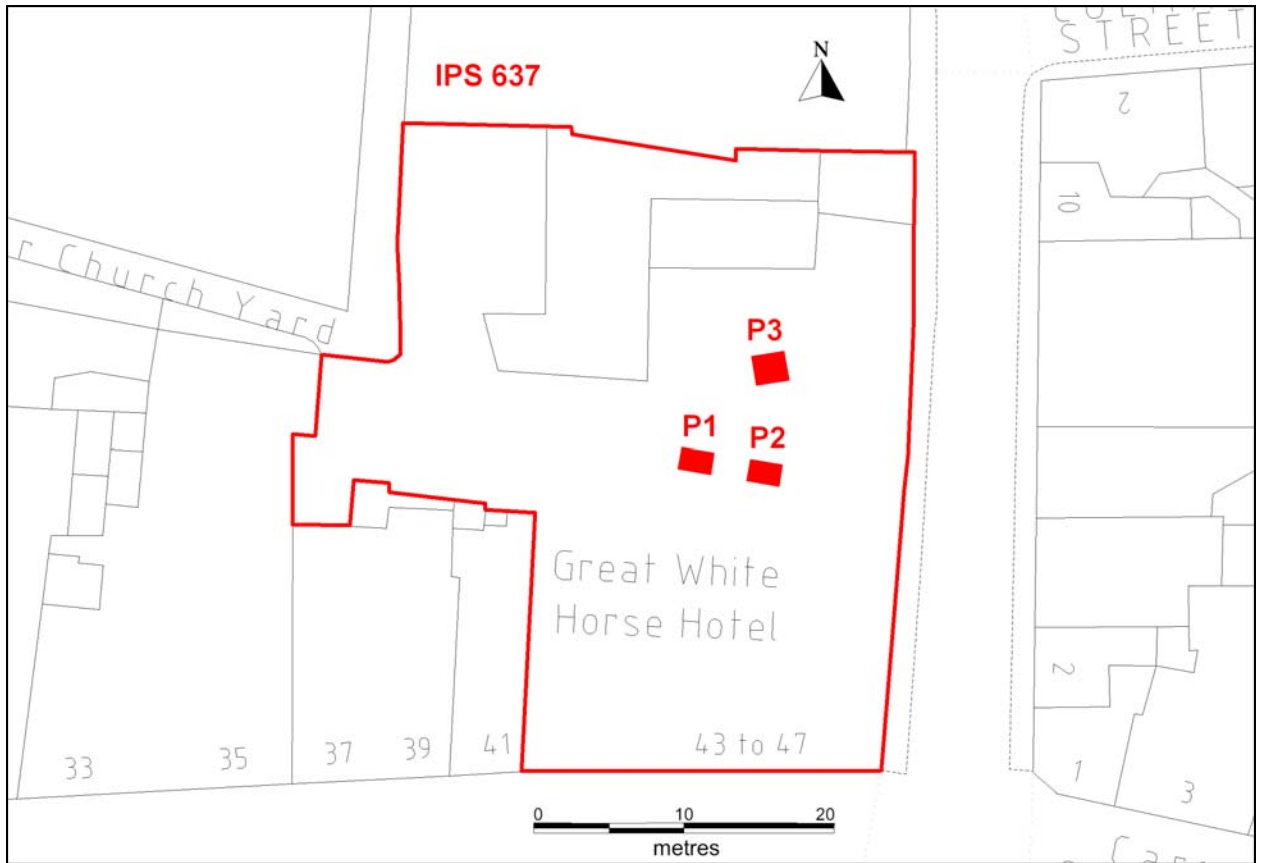 STREET
IPS 637
N
2
10
r Church Yard
P3
P1
P2
Great White
Horse Hotel
2
33
35
37
39
41
43 to 47
1
3
0
10
20
metres